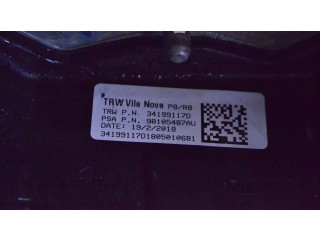 TRW Vila Nova P8/R8
TRW P.N. 34199117D
PSA P.N. 98105487AU
DATE: 19/2/2018
34199117D1805010681